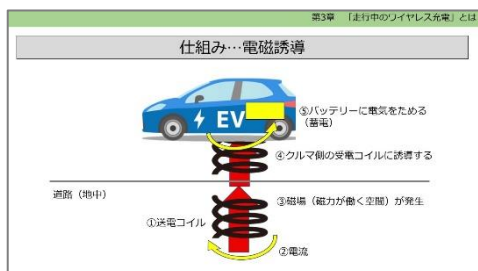 第3章　「走行中のワイヤレス充電」とは
仕組み…電磁誘導
EV
⑤バッテリーに電気をためる
（蓄電）
④クルマ側の受電コイルに誘導する
道路（地中）
③磁場（磁力が働く空間）が発生
①送電コイル
②電流